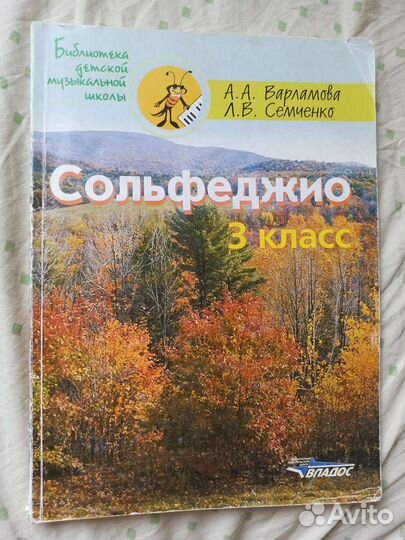 Библиотека
детской
музыкальной
школы
А.А. Варламова
Л.В. Семченко
Сольфеджио
3 класс
ВЛАДОС
Avito